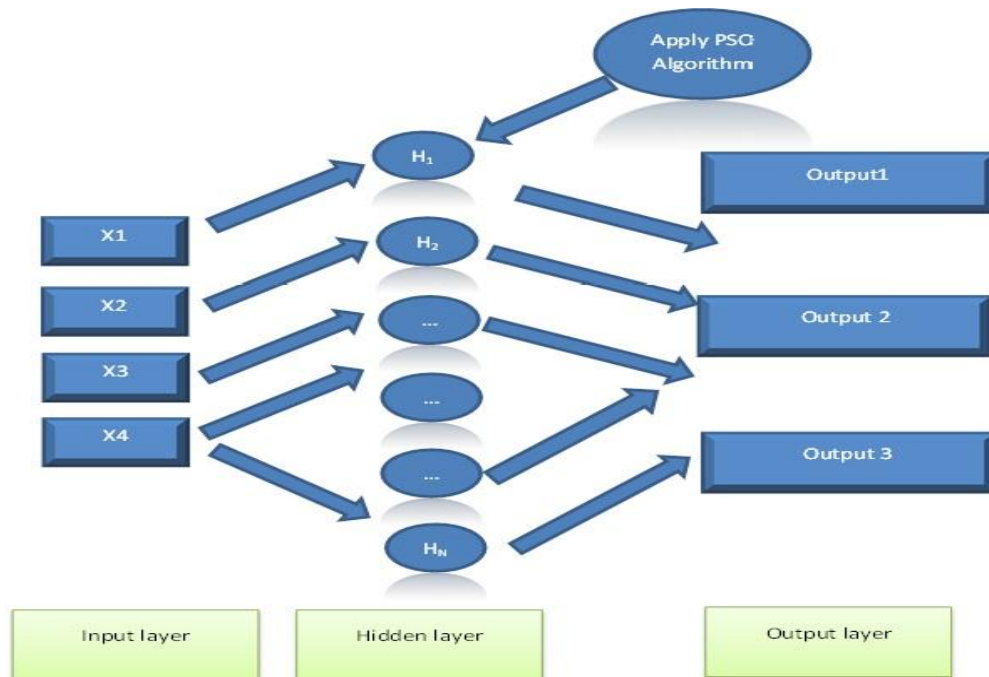 Apply PSO
Algorithm
H₁
Output1
X1
H₂
X2
...
Output 2
X3
...
X4
...
Output 3
Hₙ
Input layer
Hidden layer
Output layer